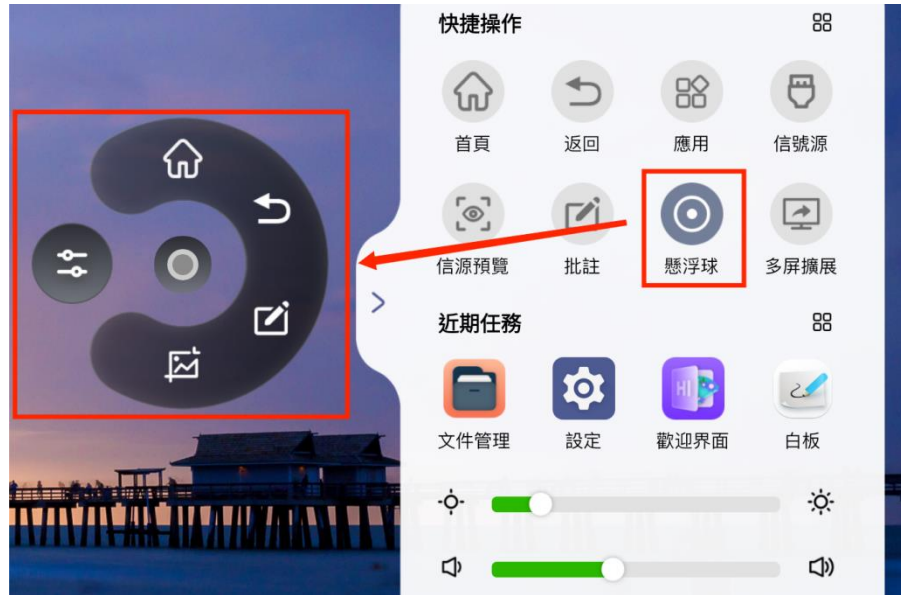 快捷操作
首頁 返回 應用 信號源
信源預覽 批註 懸浮球 多屏擴展
近期任務
HI
文件管理 設定 歡迎界面 白板